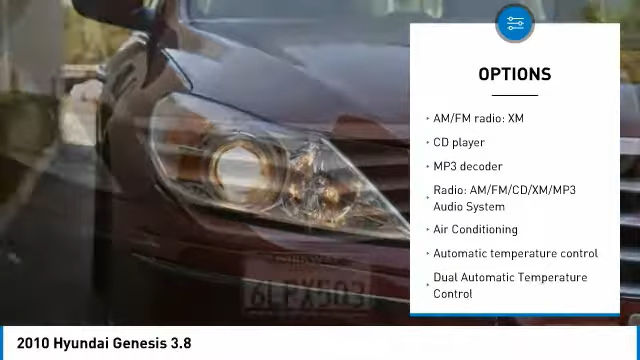 OPTIONS
AM/FM radio: XM
CD player
MP3 decoder
Radio: AM/FM/CD/XM/MP3
Audio System
Air Conditioning
Automatic temperature control
Dual Automatic Temperature
Control
2010 Hyundai Genesis 3.8